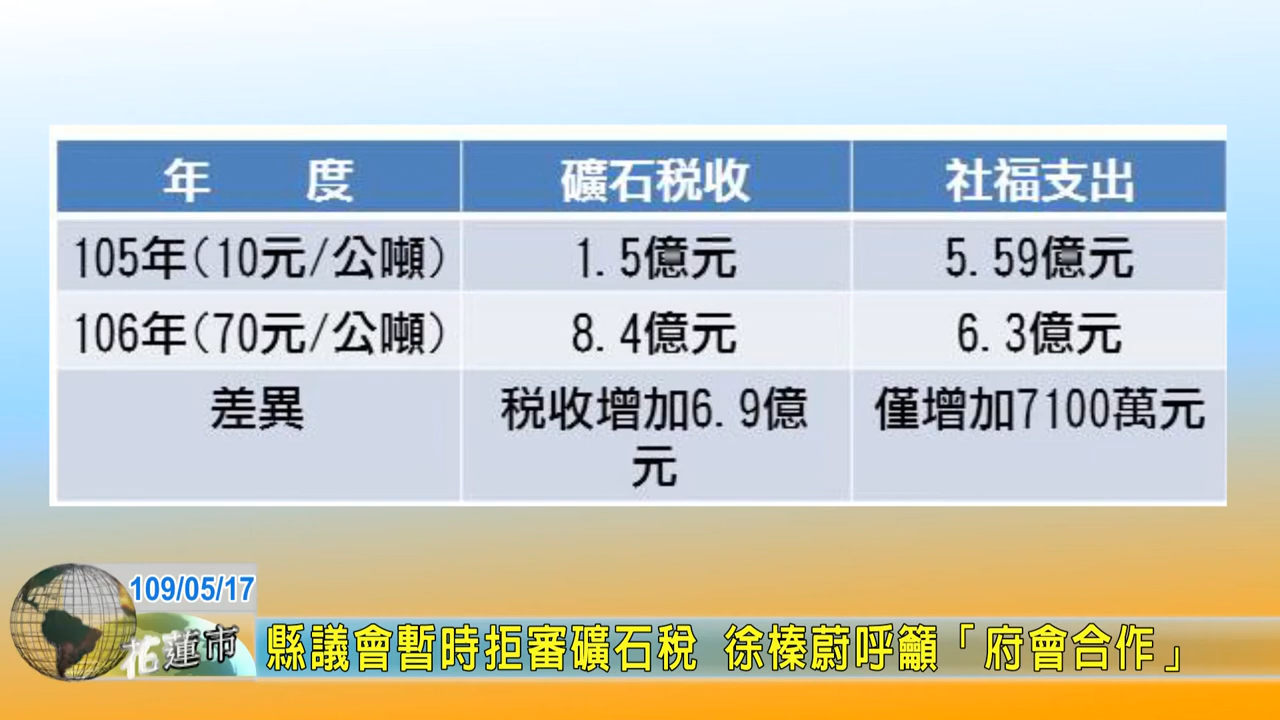 年 度 礦石稅收 社福支出
105年(10元/公噸) 1.5億元 5.59億元
106年(70元/公噸) 8.4億元 6.3億元
差異 稅收增加6.9億 僅增加7100萬元
元
109/05/17
花蓮市
縣議會暫時拒審礦石稅 徐榛蔚呼籲「府會合作」